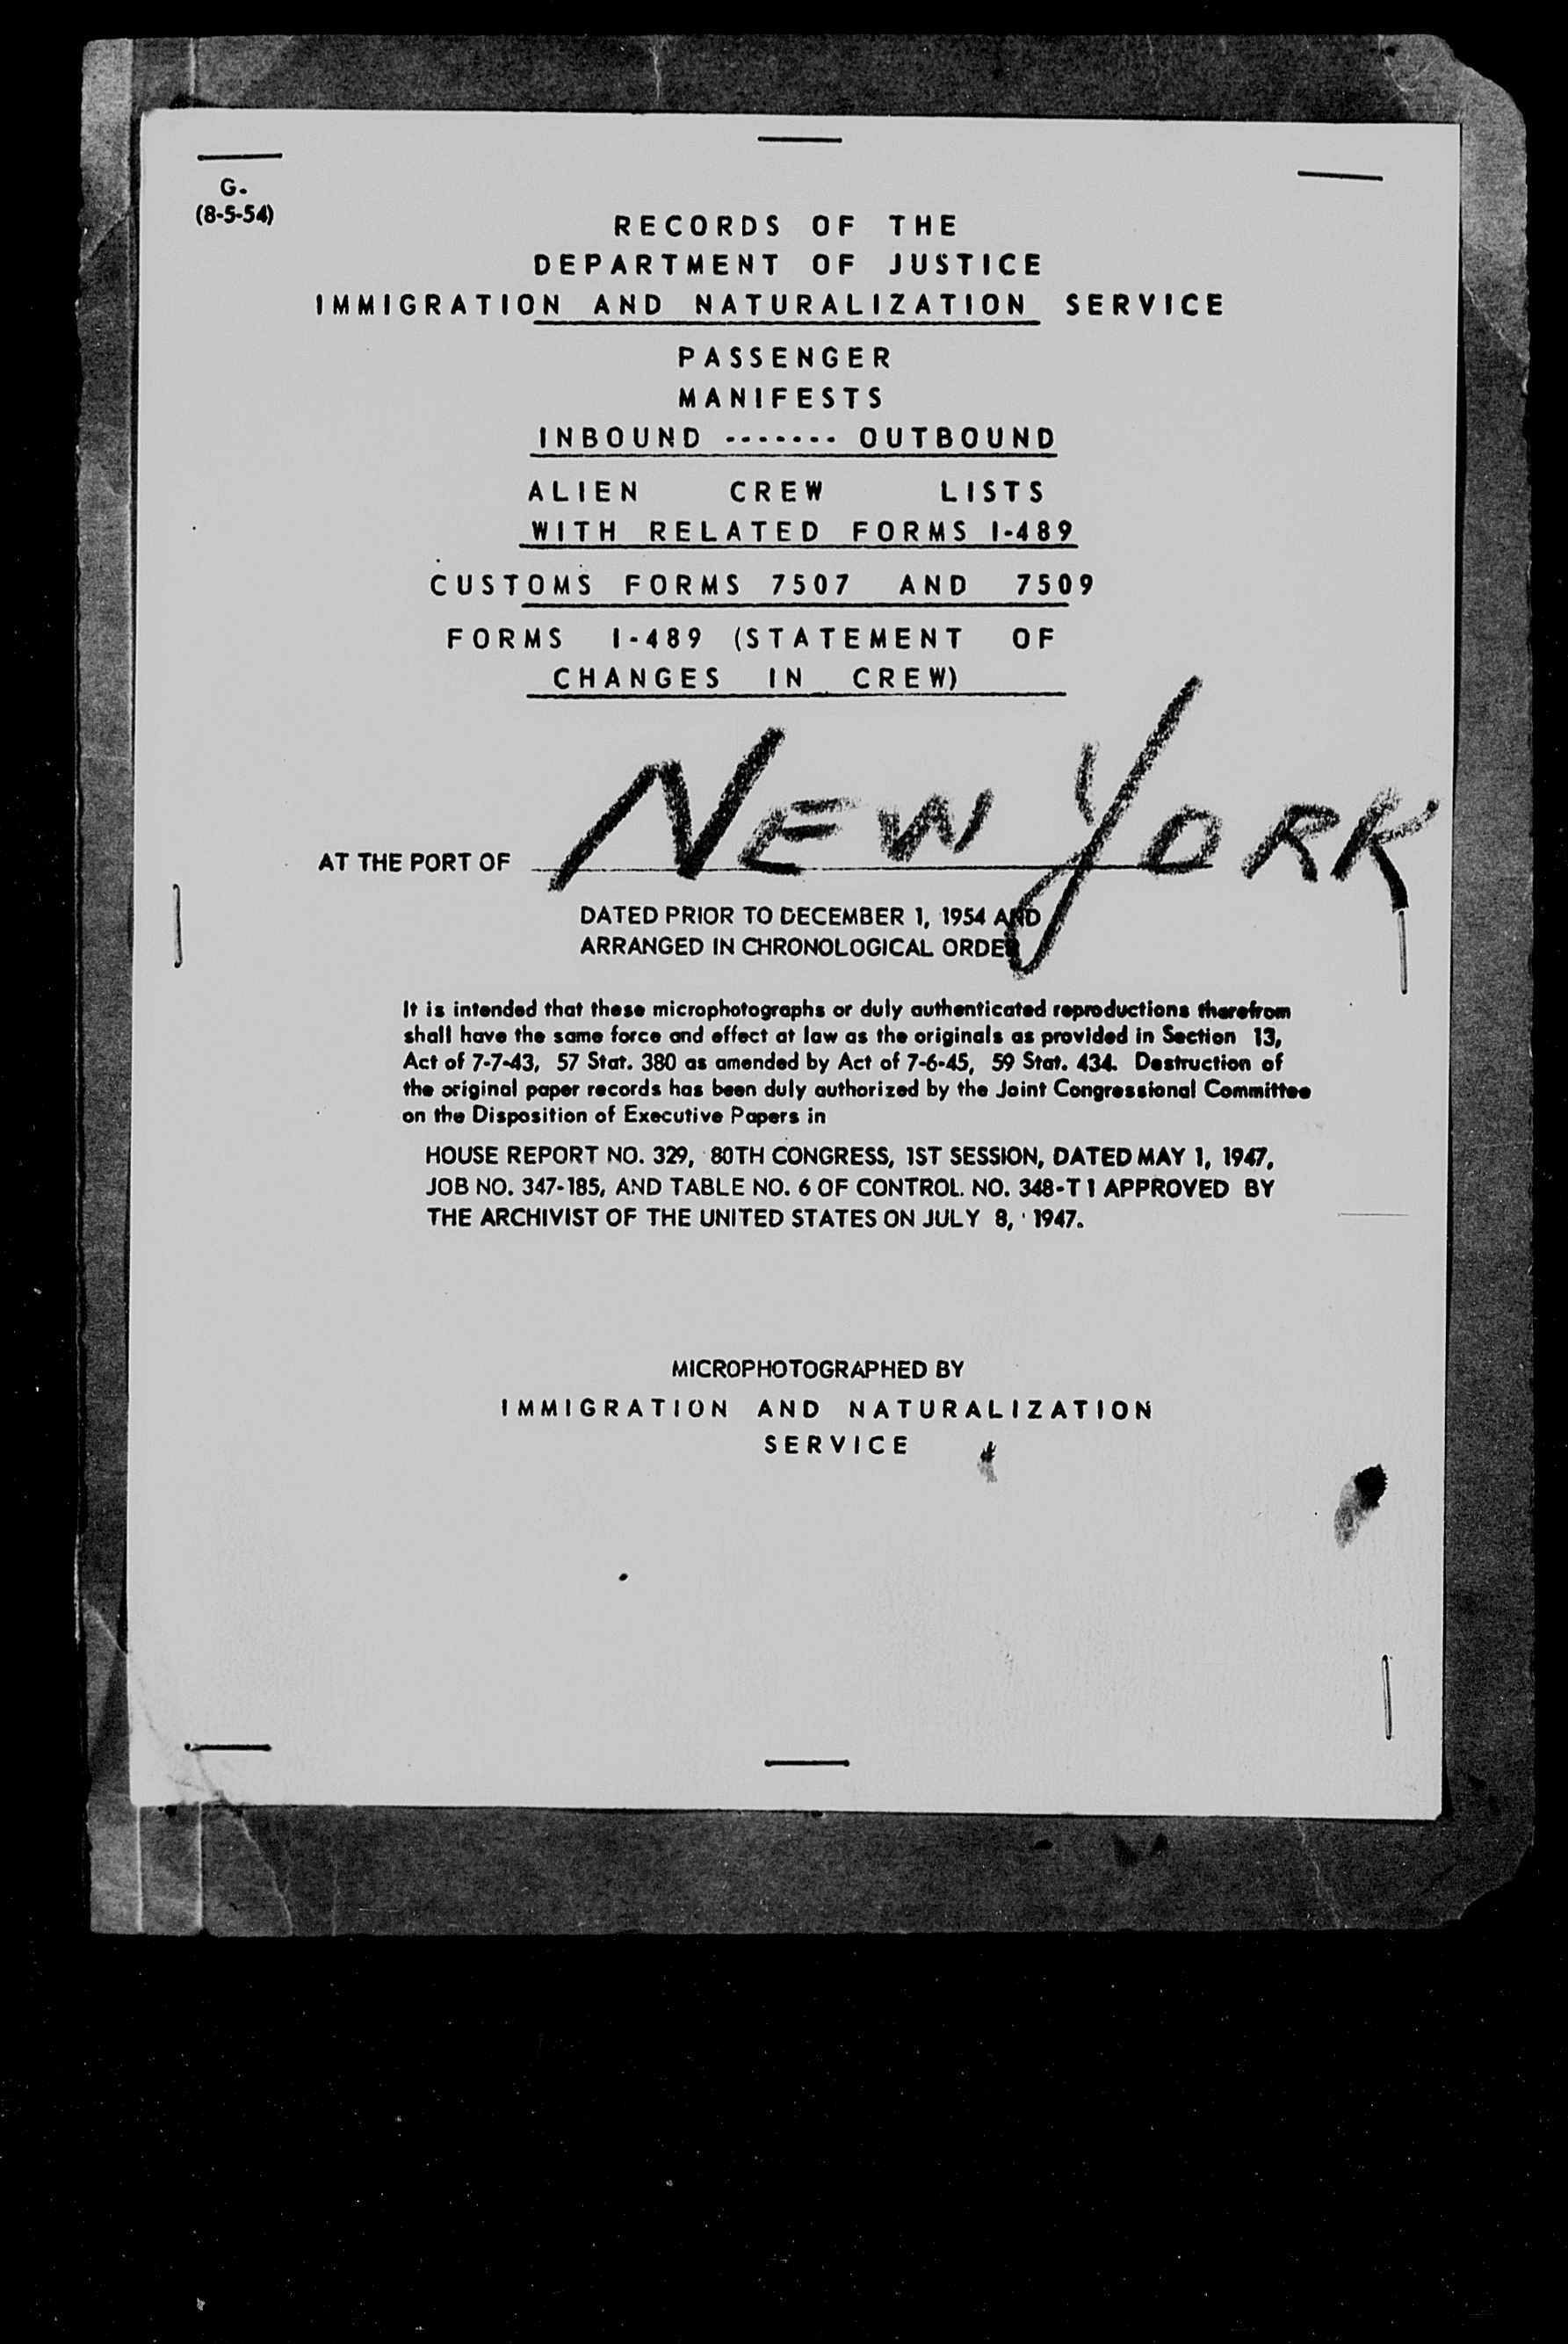 G.
(8-5-54)
RECORDS OF THE
DEPARTMENT OF JUSTICE
IMMIGRATION AND NATURALIZATION SERVICE
PASSENGER
MANIFESTS
INBOUND ------- OUTBOUND
ALIEN CREW LISTS
WITH RELATED FORMS I-489
CUSTOMS FORMS 7507 AND 7509
FORMS I-489 (STATEMENT OF
CHANGES IN CREW)
AT THE PORT OF NEW YORK
DATED PRIOR TO DECEMBER 1, 1954 AND
ARRANGED IN CHRONOLOGICAL ORDER
It is intended that these microphotographs or duly authenticated reproductions therefrom
shall have the same force and effect at law as the originals as provided in Section 13,
Act of 7-7-43, 57 Stat. 380 as amended by Act of 7-6-45, 59 Stat. 434. Destruction of
the original paper records has been duly authorized by the Joint Congressional Committee
on the Disposition of Executive Papers in
HOUSE REPORT NO. 329, 80TH CONGRESS, 1ST SESSION, DATED MAY 1, 1947,
JOB NO. 347-185, AND TABLE NO. 6 OF CONTROL. NO. 348-T1 APPROVED BY
THE ARCHIVIST OF THE UNITED STATES ON JULY 8, 1947.
MICROPHOTOGRAPHED BY
IMMIGRATION AND NATURALIZATION
SERVICE